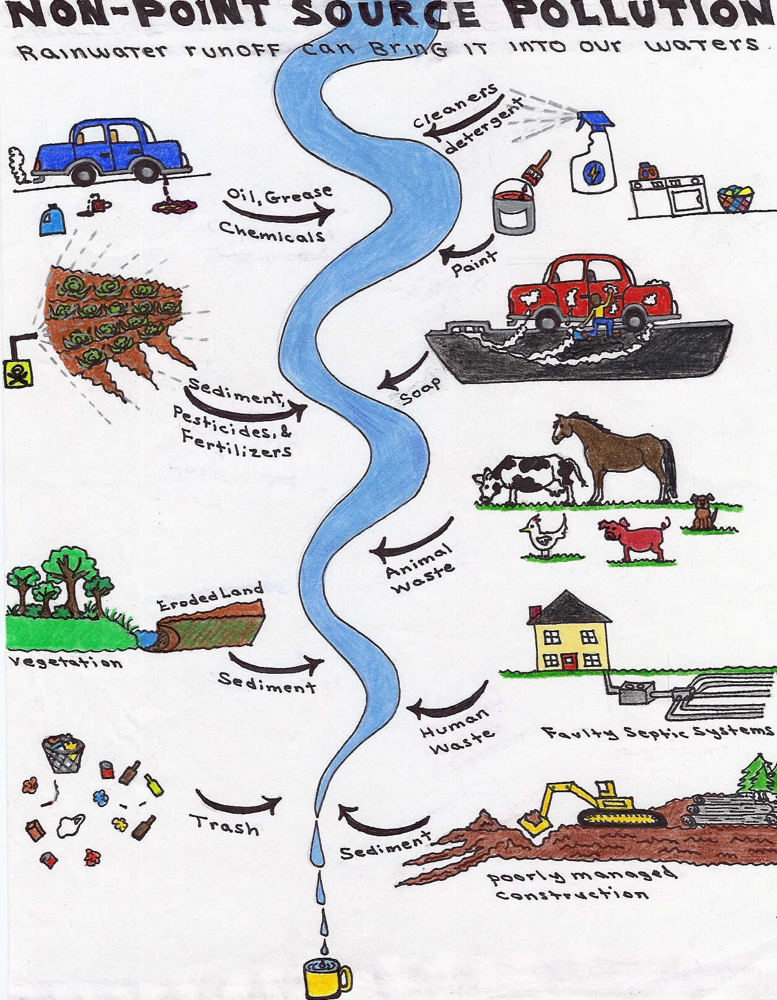 NON-POINT SOURCE POLLUTION
Rainwater runoff can Bring it into our waters.
cleaners
detergent
Oil, Grease
Chemicals
Paint
Soap
Sediment,
Pesticides, &
Fertilizers
Animal
Waste
Eroded Land
Vegetation
Sediment
Human
Waste
Faulty Septic Systems
Trash
Sediment
poorly managed
construction